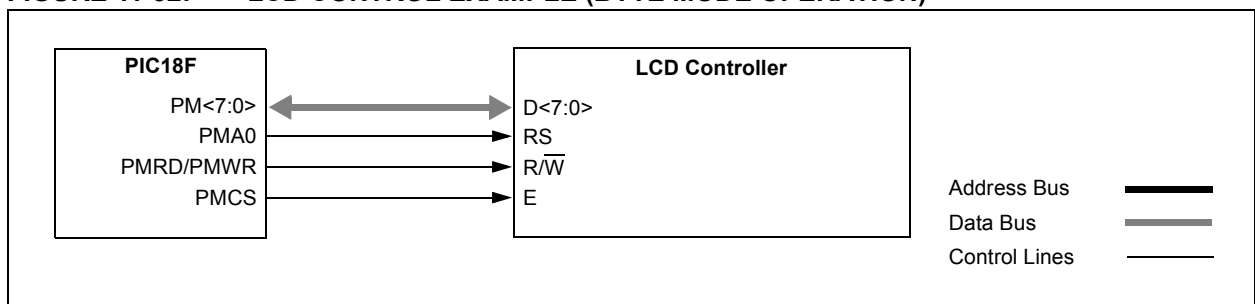 PIC18F
LCD Controller
PM<7:0>
D<7:0>
PMA0
RS
PMRD/PMWR
R/W̅
PMCS
E
Address Bus
Data Bus
Control Lines